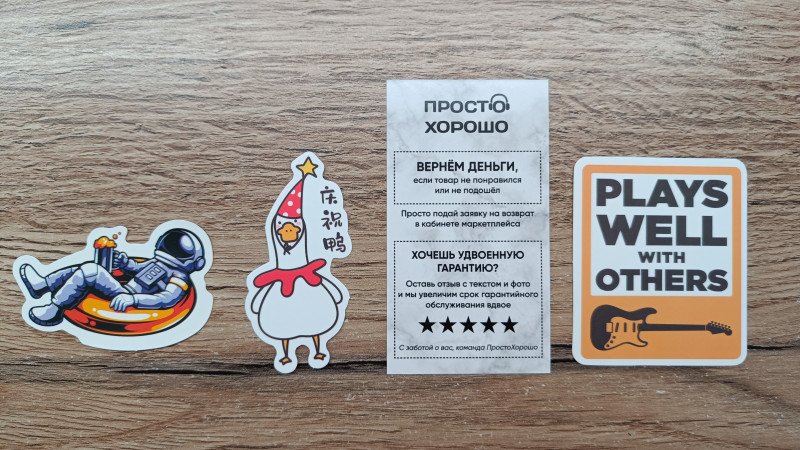 庆祝鸭
ПРОСТО
ХОРОШО
ВЕРНЁМ ДЕНЬГИ,
если товар не понравился
или не подошёл
Просто подай заявку на возврат
в кабинете маркетплейса
ХОЧЕШЬ УДВОЕННУЮ
ГАРАНТИЮ?
Оставь отзыв с текстом и фото
и мы увеличим срок гарантийного
обслуживания вдвое
С заботой о вас, команда ПростоХорошо
PLAYS
WELL
WITH
OTHERS